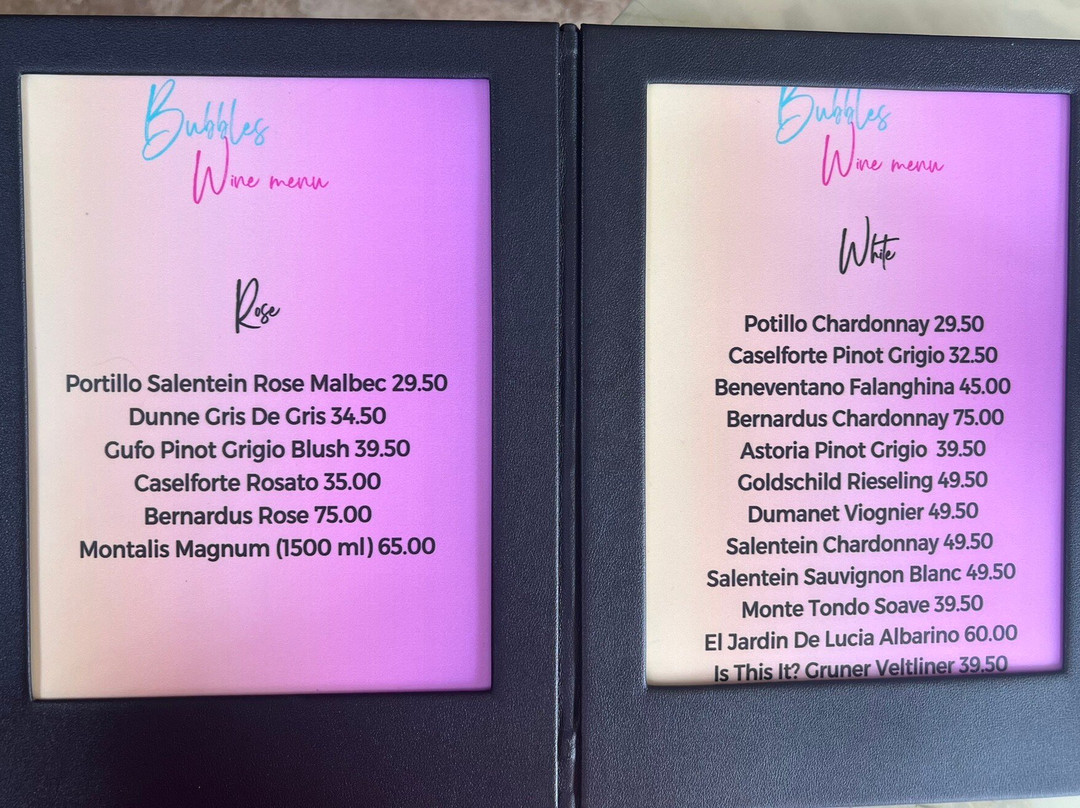 Bubbles
Wine menu
Rose
Portillo Salentein Rose Malbec 29.50
Dunne Gris De Gris 34.50
Gufo Pinot Grigio Blush 39.50
Caselforte Rosato 35.00
Bernardus Rose 75.00
Montalis Magnum (1500 ml) 65.00
Bubbles
Wine menu
White
Potillo Chardonnay 29.50
Caselforte Pinot Grigio 32.50
Beneventano Falanghina 45.00
Bernardus Chardonnay 75.00
Astoria Pinot Grigio 39.50
Goldschild Rieseling 49.50
Dumanet Viognier 49.50
Salentein Chardonnay 49.50
Salentein Sauvignon Blanc 49.50
Monte Tondo Soave 39.50
El Jardin De Lucia Albarino 60.00
Is This It? Gruner Veltliner 39.50